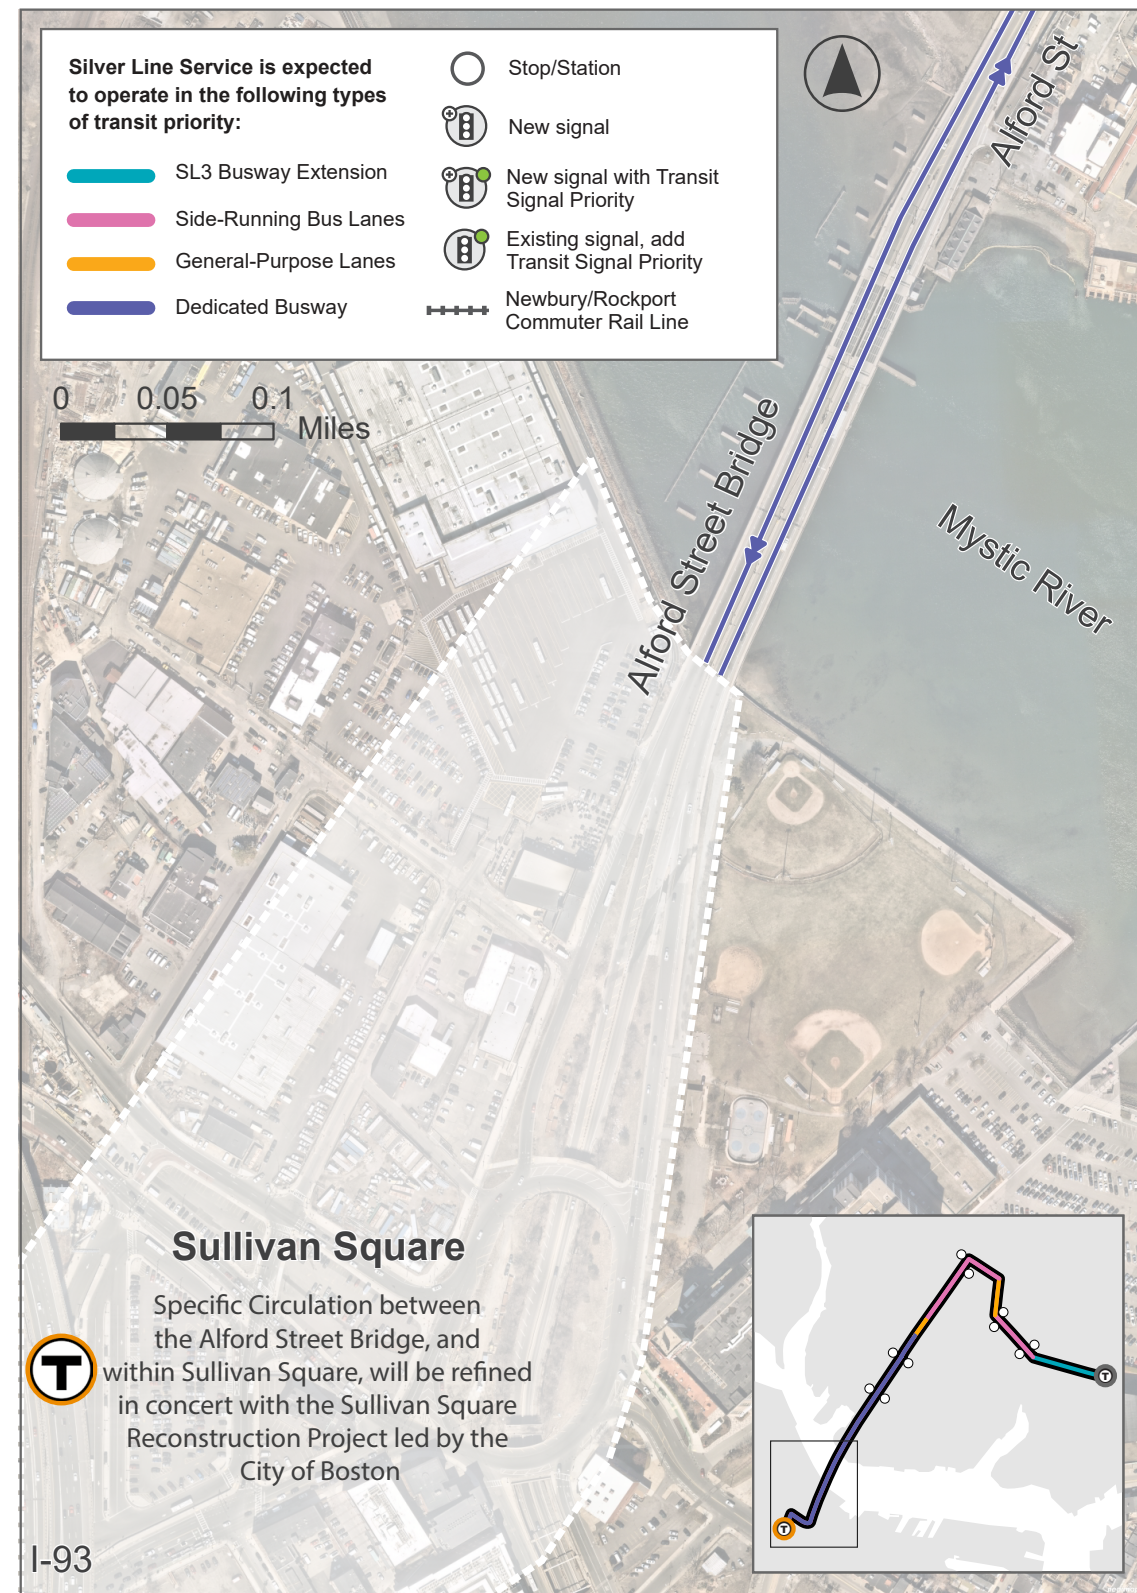 Silver Line Service is expected
to operate in the following types
of transit priority:
SL3 Busway Extension
Side-Running Bus Lanes
General-Purpose Lanes
Dedicated Busway
Stop/Station
New signal
New signal with Transit
Signal Priority
Existing signal, add
Transit Signal Priority
Newbury/Rockport
Commuter Rail Line
0 0.05 0.1
Miles
Alford St
Alford Street Bridge
Mystic River
Sullivan Square
Specific Circulation between
the Alford Street Bridge, and
within Sullivan Square, will be refined
in concert with the Sullivan Square
Reconstruction Project led by the
City of Boston
T
I-93
T
T